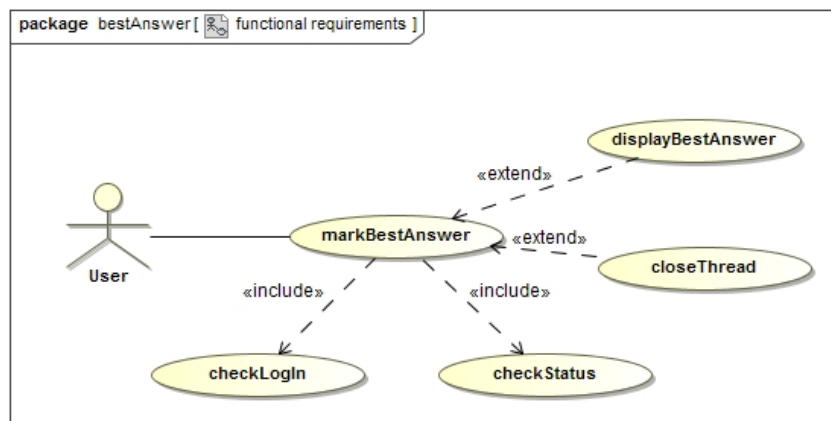 package bestAnswer[ functional requirements ]
displayBestAnswer
«extend»
markBestAnswer
«extend»
closeThread
User
«include»
«include»
checkLogIn
checkStatus